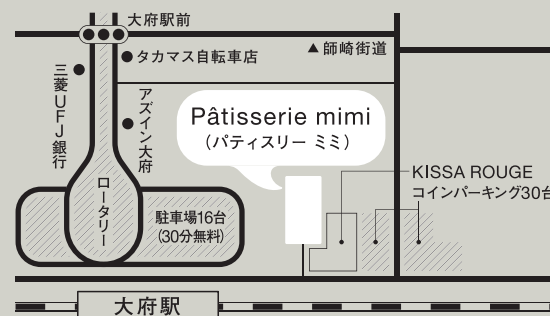 大府駅前
タカマス自転車店
▲師崎街道
三菱UFJ銀行
アズイン大府
Pâtisserie mimi
(パティスリー ミミ)
KISSA ROUGE
コインパーキング30台
ロータリー
駐車場16台
(30分無料)
大府駅